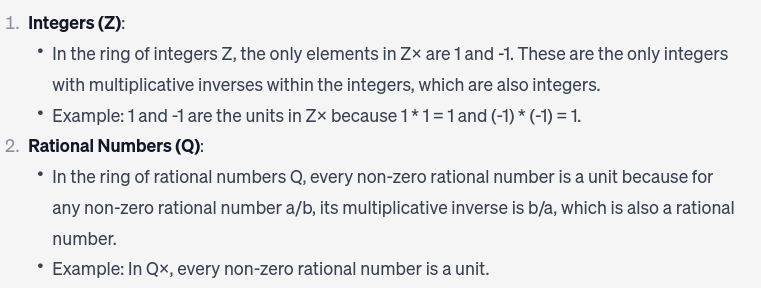 1. Integers (Z):
• In the ring of integers Z, the only elements in Z× are 1 and -1. These are the only integers
with multiplicative inverses within the integers, which are also integers.
• Example: 1 and -1 are the units in Z× because 1 * 1 = 1 and (-1) * (-1) = 1.
2. Rational Numbers (Q):
• In the ring of rational numbers Q, every non-zero rational number is a unit because for
any non-zero rational number a/b, its multiplicative inverse is b/a, which is also a rational
number.
• Example: In Q×, every non-zero rational number is a unit.